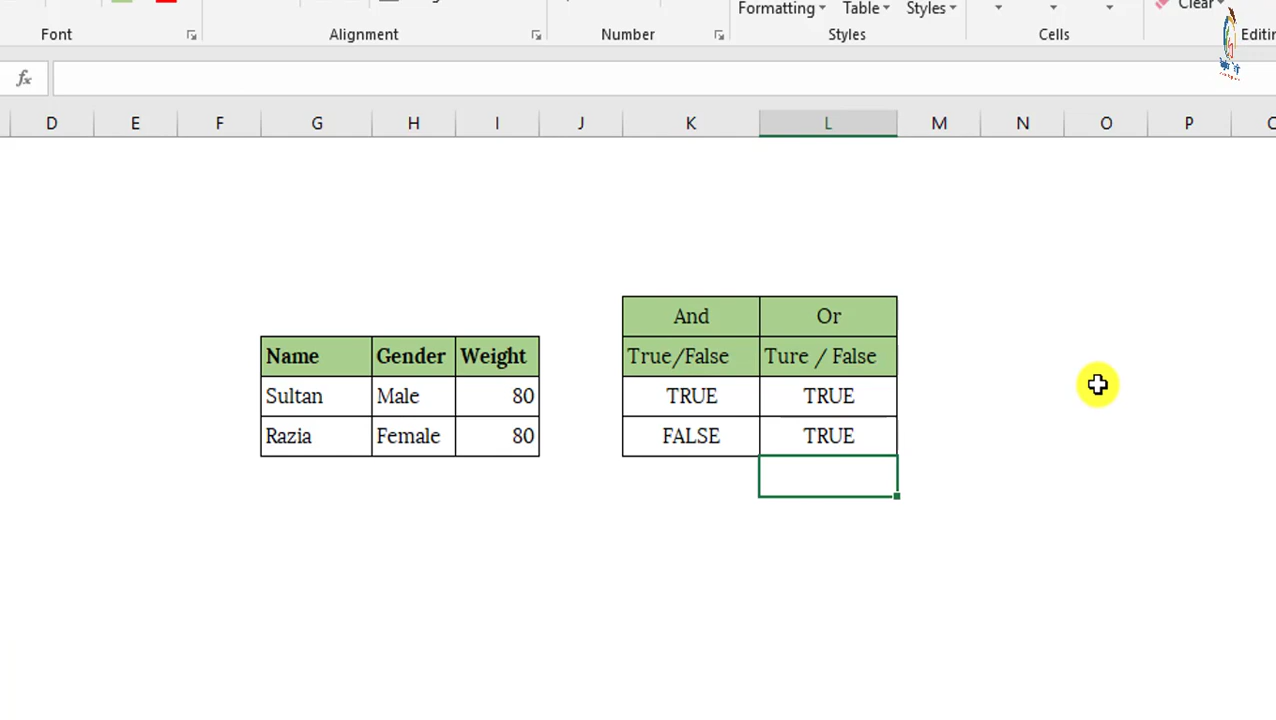 Formatting Table Styles Clear
Font Alignment Number Styles Cells Editin
fx
D E F G H I J K L M N O P
And Or
Name Gender Weight True/False Ture / False
Sultan Male 80 TRUE TRUE
Razia Female 80 FALSE TRUE